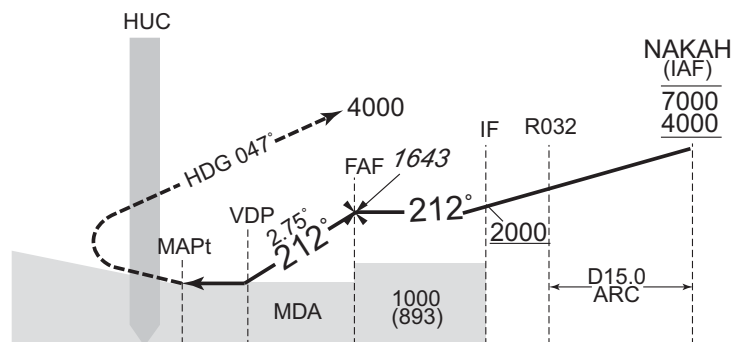 HUC
NAKAH
(IAF)
7000
4000
4000
IF
R032
HDG 047°
FAF
1643
VDP
2.75°
212°
212°
2000
MAPt
D15.0
ARC
MDA
1000
(893)